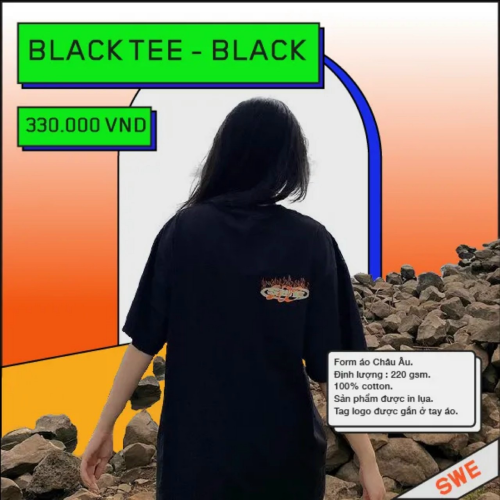 BLACK TEE - BLACK
330.000 VND
Form áo Châu Âu.
Định lượng : 220 gsm.
100% cotton.
Sản phẩm được in lụa.
Tag logo được gắn ở tay áo.
SWE